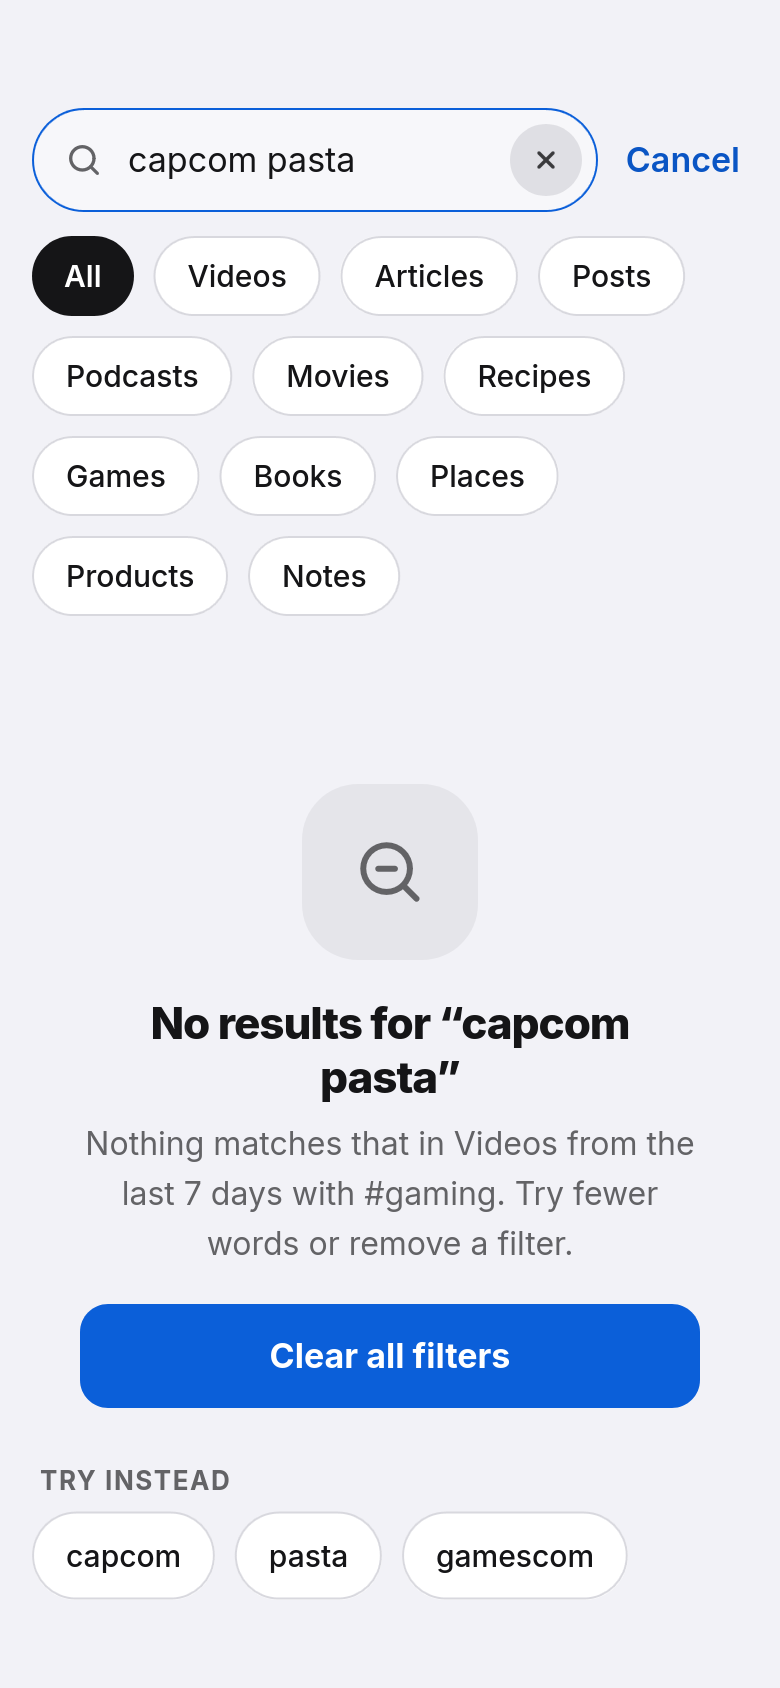 capcom pasta
Cancel
All
Videos
Articles
Posts
Podcasts
Movies
Recipes
Games
Books
Places
Products
Notes
No results for “capcom
pasta”
Nothing matches that in Videos from the
last 7 days with #gaming. Try fewer
words or remove a filter.
Clear all filters
TRY INSTEAD
capcom
pasta
gamescom